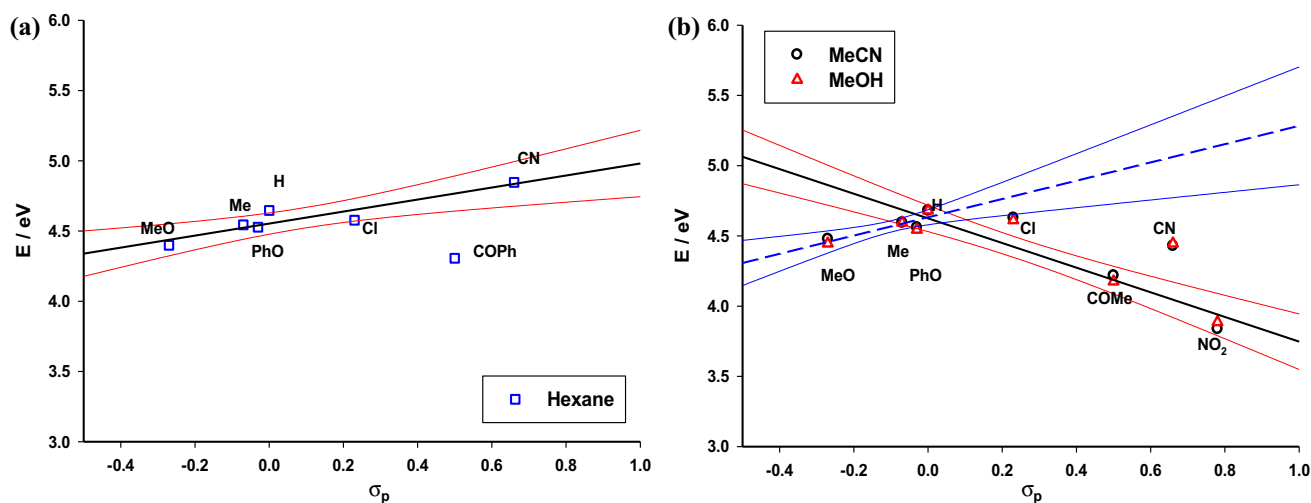 (a)
6.0
5.5
5.0
4.5
4.0
3.5
3.0
E / eV
MeO
Me
H
PhO
Cl
COPh
CN
Hexane
-0.4 -0.2 0.0 0.2 0.4 0.6 0.8 1.0
σp
(b)
6.0
5.5
5.0
4.5
4.0
3.5
3.0
E / eV
MeCN
MeOH
H
MeO
Me
PhO
Cl
CN
COMe
NO2
-0.4 -0.2 0.0 0.2 0.4 0.6 0.8 1.0
σp